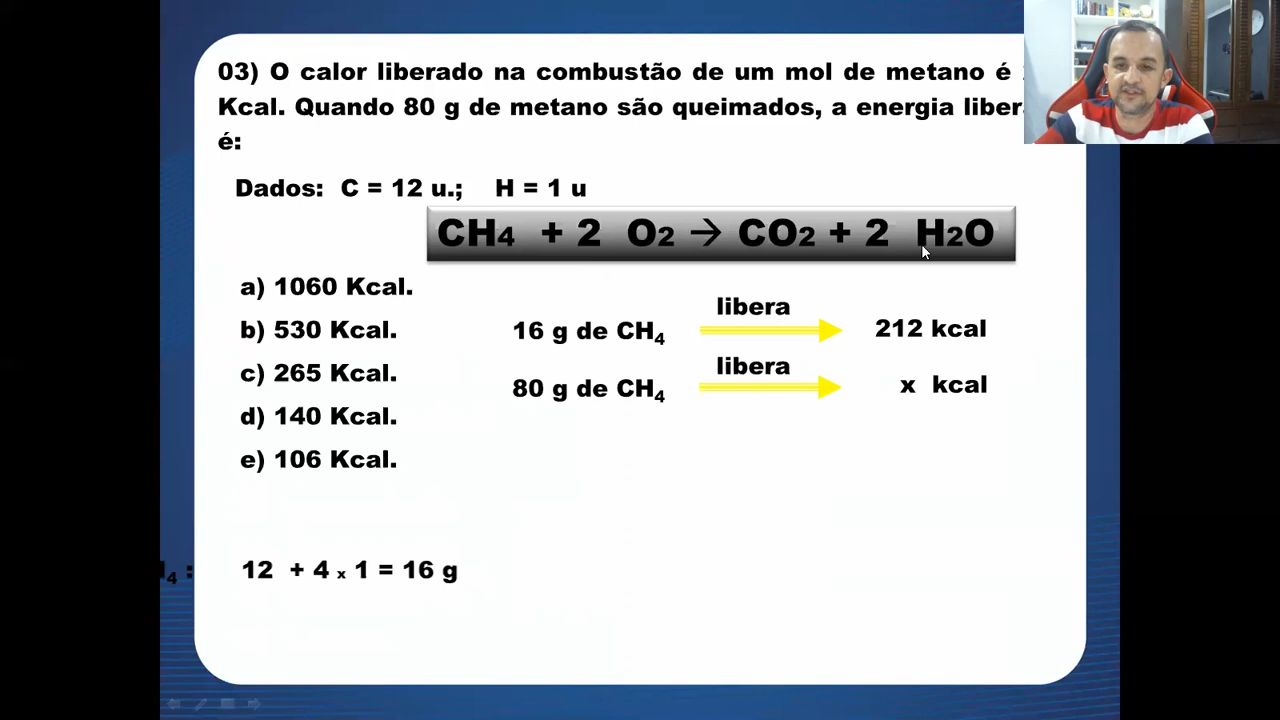 03) O calor liberado na combustão de um mol de metano é
Kcal. Quando 80 g de metano são queimados, a energia
é:
Dados: C = 12 u.; H = 1 u
CH4 + 2 O2 → CO2 + 2 H2O
a) 1060 Kcal.
b) 530 Kcal.
c) 265 Kcal.
d) 140 Kcal.
e) 106 Kcal.
16 g de CH₄ libera 212 kcal
80 g de CH₄ libera x kcal
₄ : 12 + 4 x 1 = 16 g